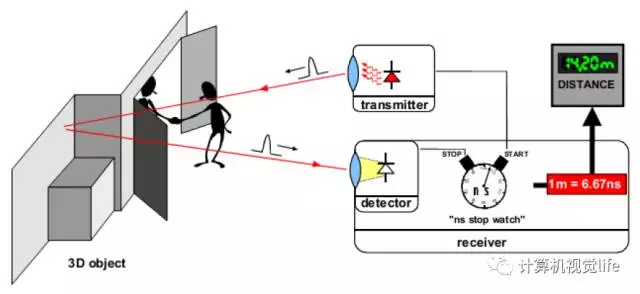 14,20m
DISTANCE
transmitter
STOP
START
1m = 6.67ns
n s
detector
"ns stop watch"
receiver
3D object
计算机视觉life